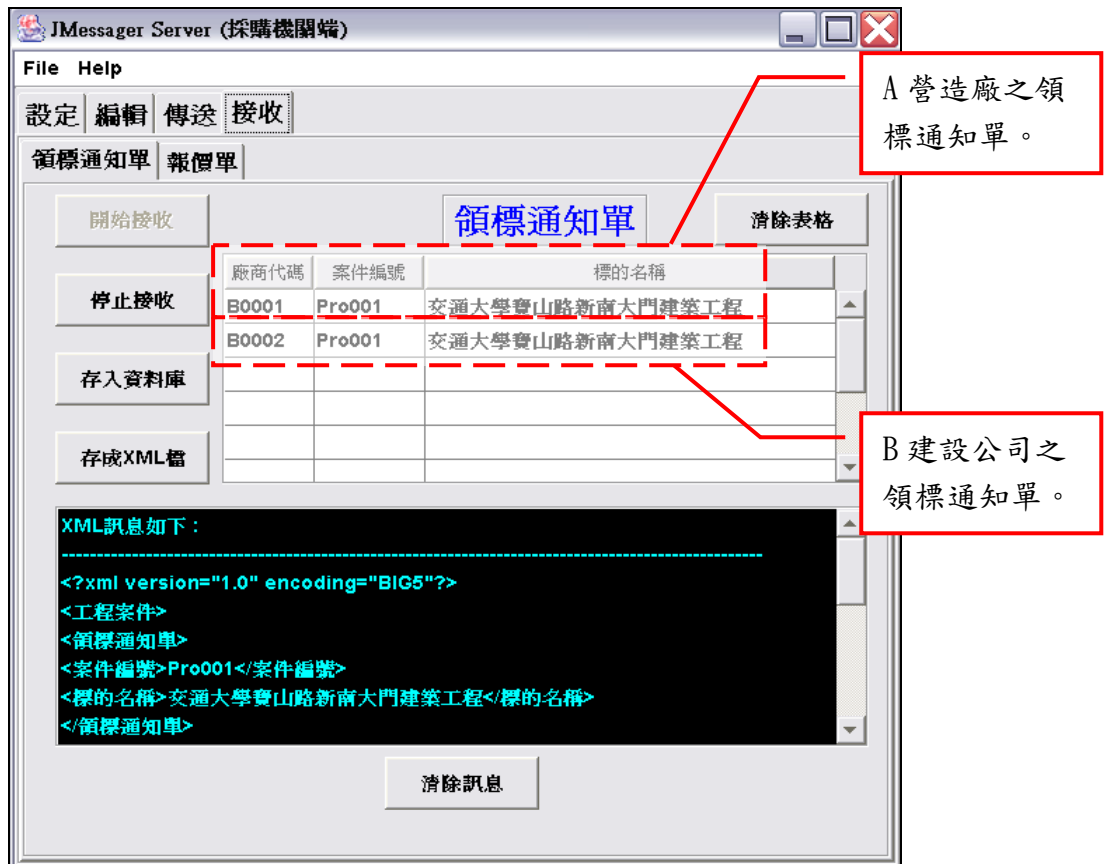 JMessager Server (採購機關端)
File Help
設定 編輯 傳送 接收
領標通知單 報價單
開始接收
領標通知單
清除表格
停止接收
存入資料庫
存成XML檔
廠商代碼 案件編號 標的名稱
B0001 Pro001 交通大學寶山路新南大門建築工程
B0002 Pro001 交通大學寶山路新南大門建築工程
A 營造廠之領
標通知單。
B 建設公司之
領標通知單。
XML訊息如下：
<?xml version="1.0" encoding="BIG5"?>
<工程案件>
<領標通知單>
<案件編號>Pro001</案件編號>
<標的名稱>交通大學寶山路新南大門建築工程</標的名稱>
</領標通知單>
清除訊息